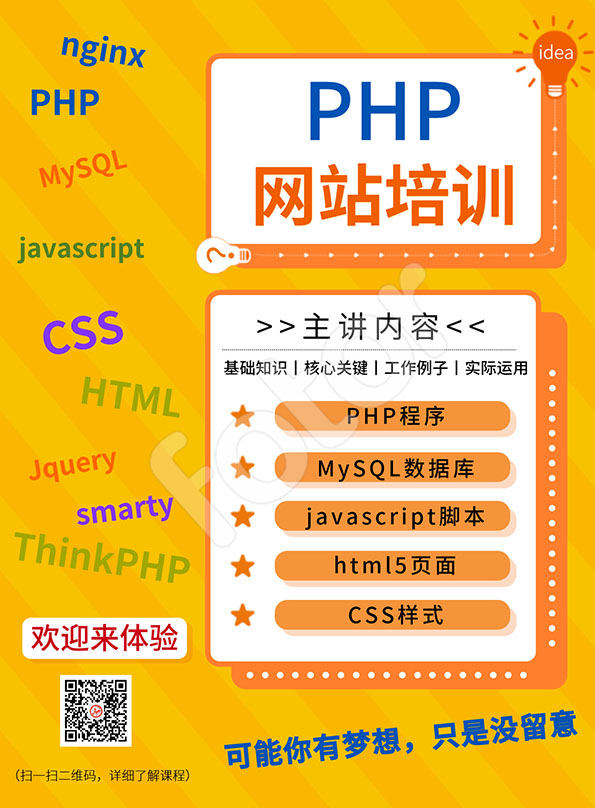 nginx
PHP
MySQL
javascript
CSS
HTML
Jquery
smarty
ThinkPHP
欢迎来体验
(扫一扫二维码，详细了解课程)
idea
PHP
网站培训
>>主讲内容<<
基础知识丨核心关键丨工作例子丨实际运用
PHP程序
MySQL数据库
javascript脚本
html5页面
CSS样式
可能你有梦想，只是没留意
fotor